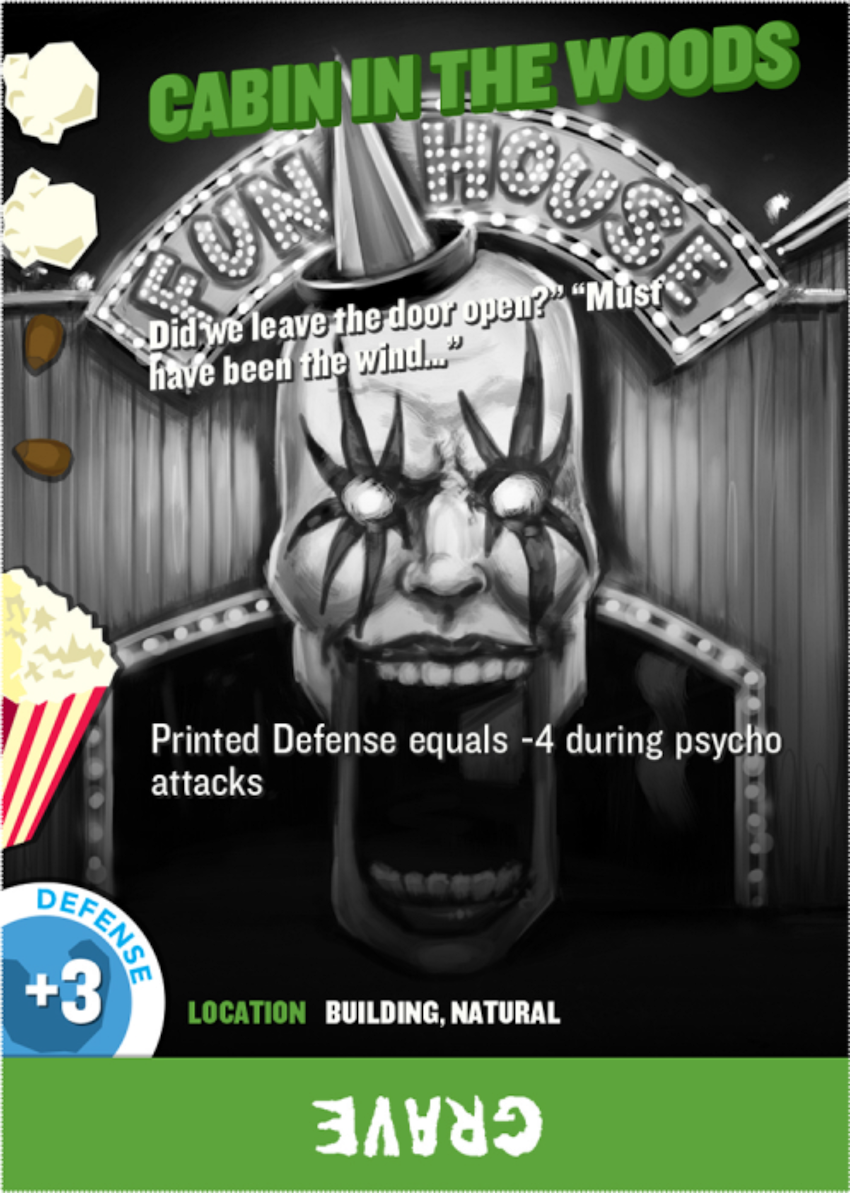 CABIN IN THE WOODS
FUN HOUSE
Did we leave the door open?” “Must
have been the wind...”
Printed Defense equals -4 during psycho
attacks
DEFENSE
+3
LOCATION BUILDING, NATURAL
GRAVE